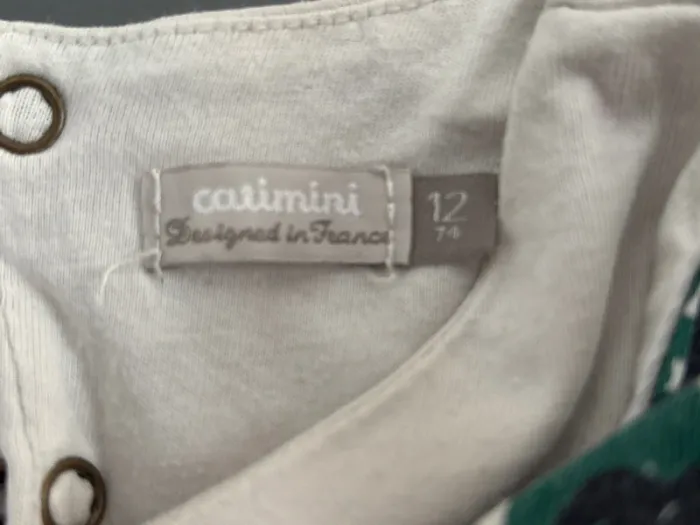 catimini
Designed in France
12
74